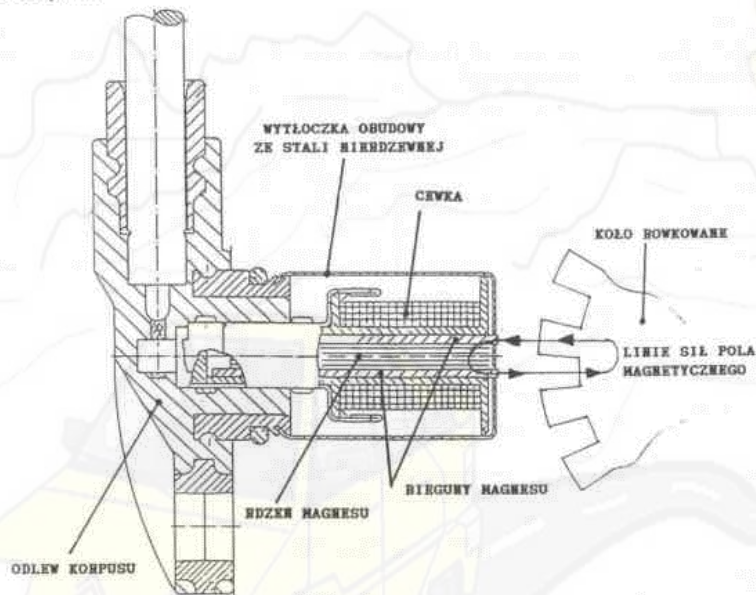 WYTŁOCZKA OBUDOWY
ZE STALI NIERDZEWNEJ
CEWKA
KOŁO ROWKOWANE
LINIE SIŁ POLA
MAGNETYCZNEGO
BIEGUNY MAGNESU
RDZEŃ MAGNESU
ODLEW KORPUSU